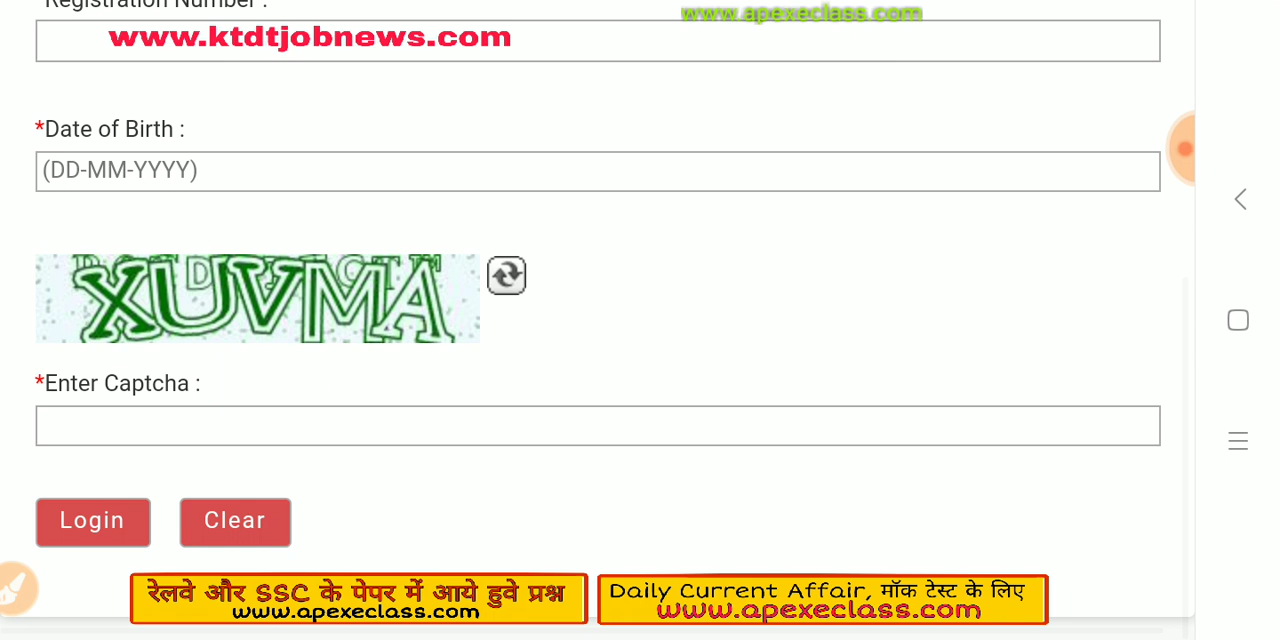 *Registration Number :
www.apexeclass.com
www.ktdtjobnews.com
*Date of Birth :
(DD-MM-YYYY)
XUVMA
*Enter Captcha :
Login Clear
रेलवे और SSC के पेपर में आये हुवे प्रश्न
www.apexeclass.com
Daily Current Affair, मॉक टेस्ट के लिए
www.apexeclass.com